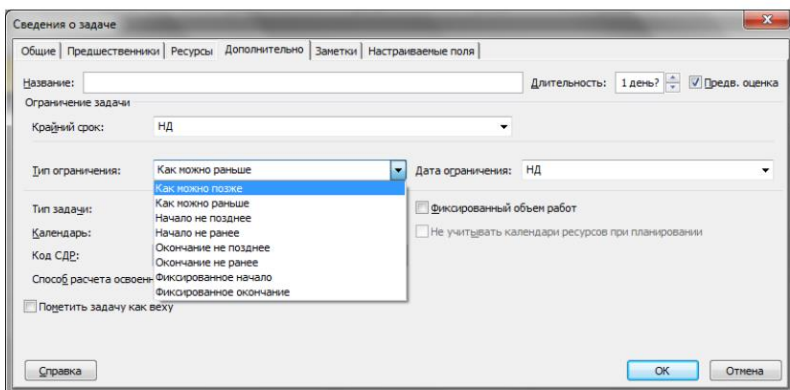 Сведения о задаче
Общие Предшественники Ресурсы Дополнительно Заметки Настраиваемые поля
Название: Длительность: 1 день? Предв. оценка
Ограничение задачи
Крайний срок: НД
Тип ограничения: Как можно раньше Дата ограничения: НД
Как можно позже
Тип задачи: Как можно раньше Фиксированный объем работ
Начало не позднее
Календарь: Начало не ранее Не учитывать календари ресурсов при планировании
Окончание не позднее
Код СДР: Окончание не ранее
Способ расчета освоенн Фиксированное начало
Фиксированное окончание
Пометить задачу как веху
Справка ОК Отмена